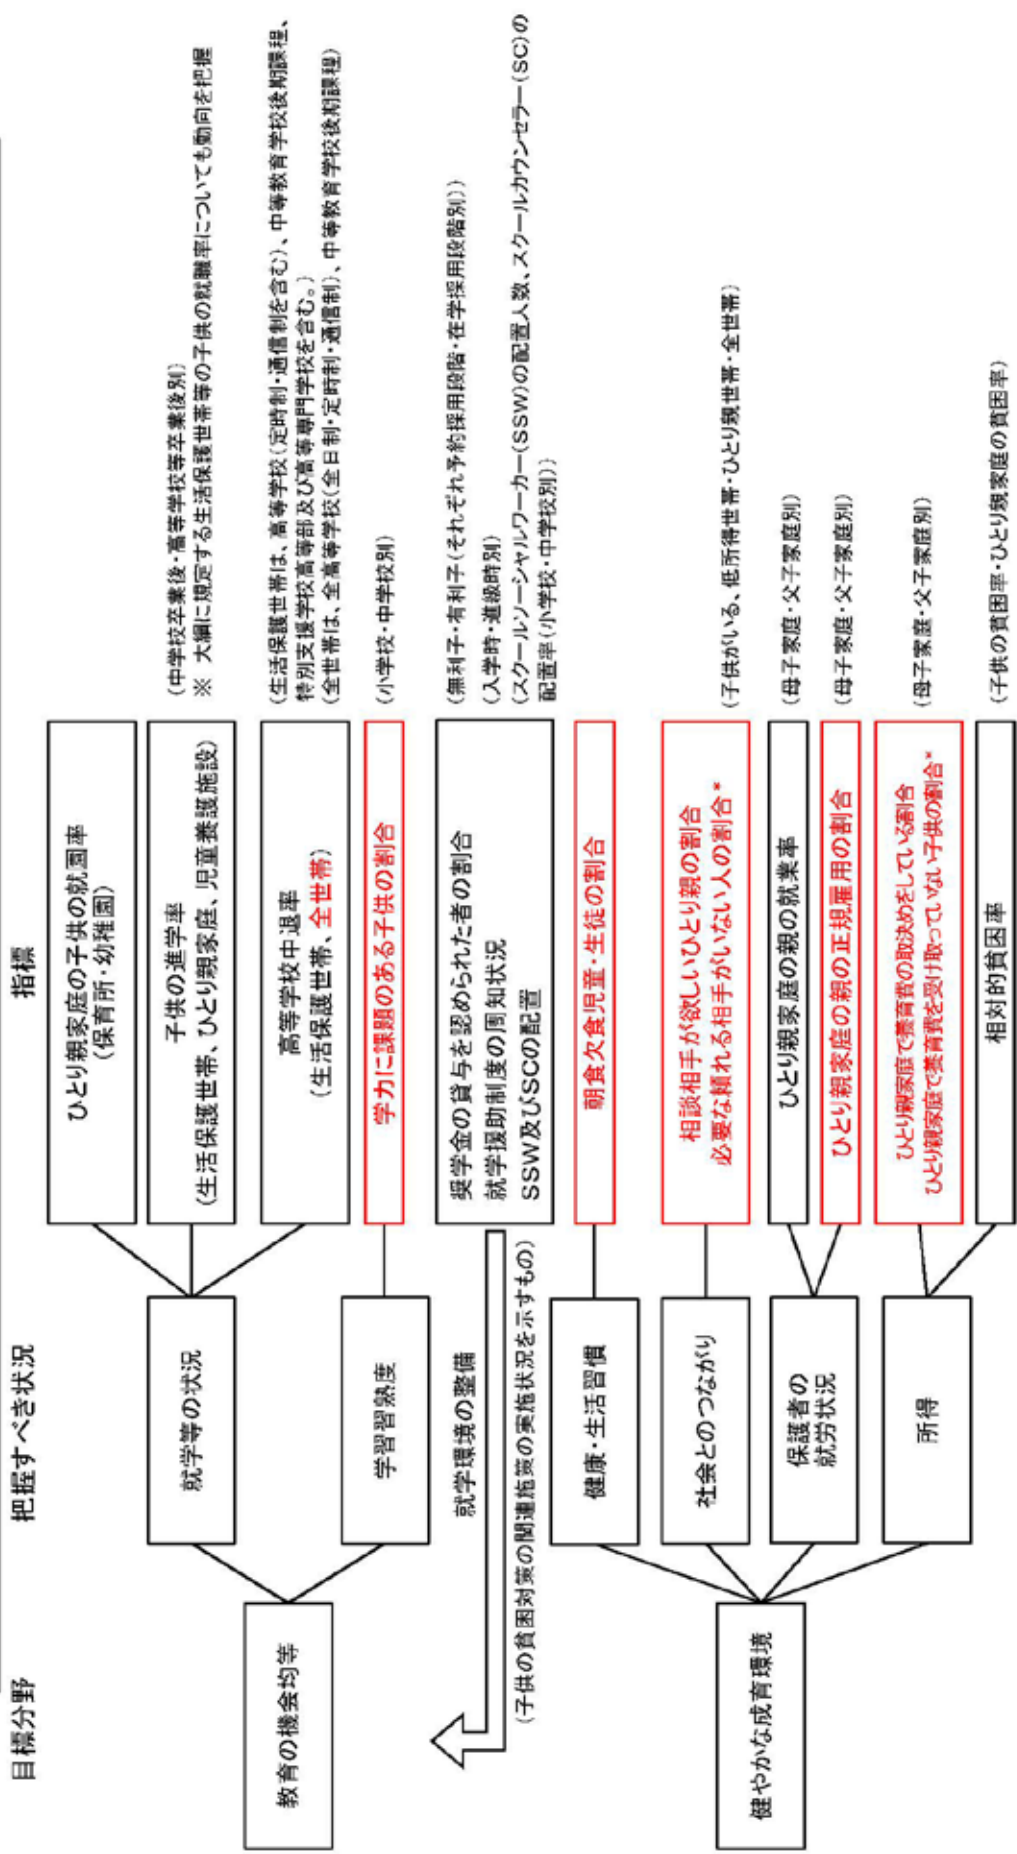 目標分野
把握すべき状況
指標
教育の機会均等
就学等の状況
ひとり親家庭の子供の就園率
(保育所・幼稚園)
子供の進学率
(生活保護世帯、ひとり親家庭、児童養護施設)
(中学校卒業後・高等学校等卒業後別)
※ 大綱に規定する生活保護世帯等の子供の就職率についても動向を把握
高等学校中退率
(生活保護世帯、全世帯)
(生活保護世帯は、高等学校(定時制・通信制を含む)、中等教育学校後期課程、
特別支援学校高等部及び高等専門学校を含む。)
(全世帯は、全高等学校(全日制・定時制・通信制)、中等教育学校後期課程)
学習習熟度
学力に課題のある子供の割合
(小学校・中学校別)
就学環境の整備
(子供の貧困対策の関連施策の実施状況を示すもの)
奨学金の貸与を認められた者の割合
就学援助制度の周知状況
SSW及びSCの配置
(無利子・有利子(それぞれ予約採用段階・在学採用段階別))
(入学時・進級時別)
(スクールソーシャルワーカー(SSW)の配置人数、スクールカウンセラー(SC)の
配置率(小学校・中学校別))
健やかな成育環境
健康・生活習慣
朝食欠食児童・生徒の割合
社会とのつながり
相談相手が欲しいひとり親の割合
必要な頼れる相手がいない人の割合*
(子供がいる、低所得世帯・ひとり親世帯・全世帯)
保護者の
就労状況
ひとり親家庭の親の就業率
(母子家庭・父子家庭別)
ひとり親家庭の親の正規雇用の割合
(母子家庭・父子家庭別)
所得
ひとり親家庭で養育費の取決めをしている割合
ひとり親家庭で養育費を受け取っていない子供の割合*
(母子家庭・父子家庭別)
相対的貧困率
(子供の貧困率・ひとり親家庭の貧困率)